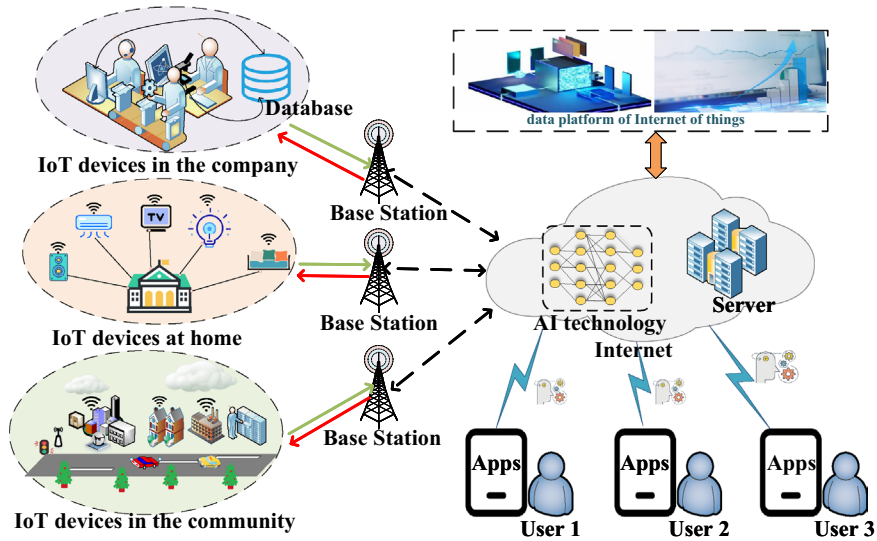 Database
IoT devices in the company
Base Station
data platform of Internet of things
TV
IoT devices at home
Base Station
AI technology
Server
Internet
Base Station
IoT devices in the community
Apps
User 1
Apps
User 2
Apps
User 3